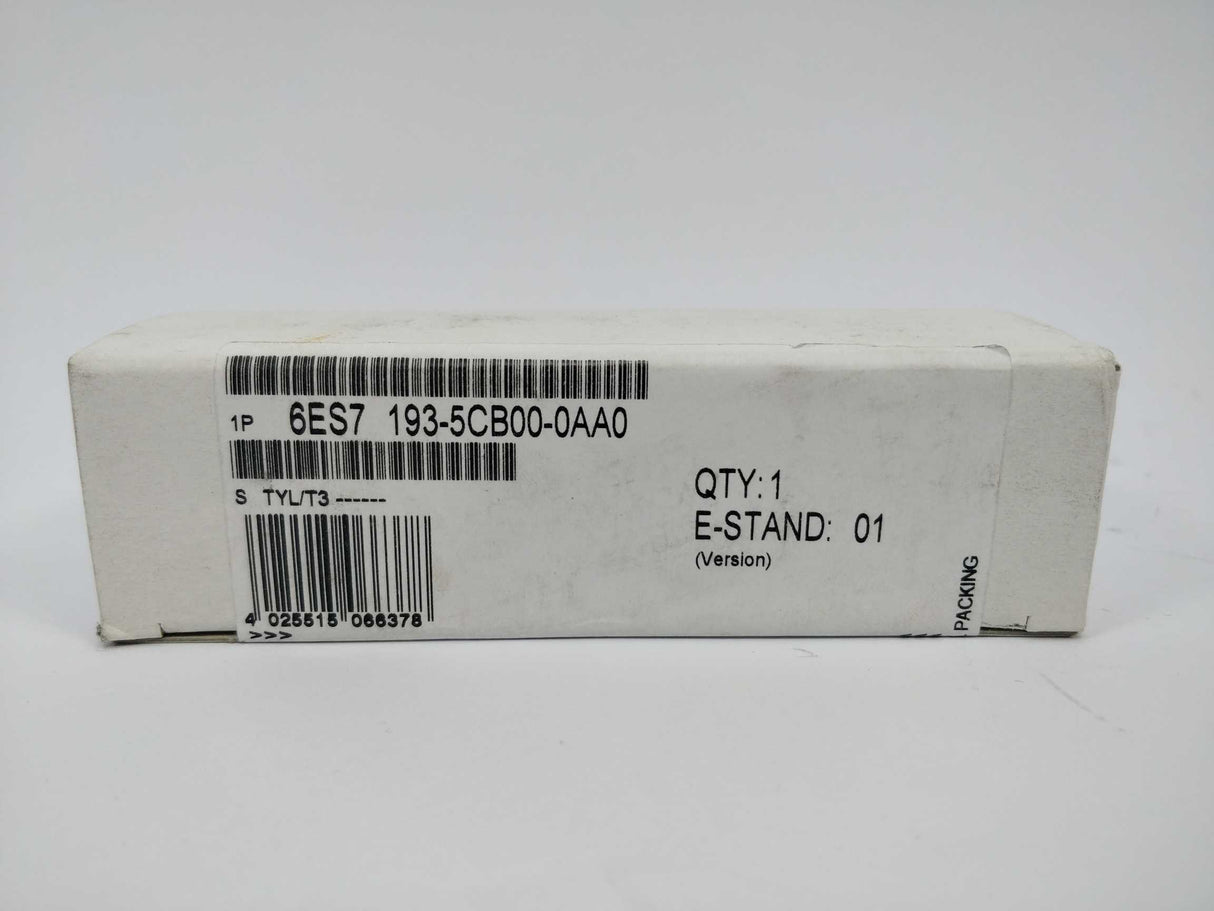 1P 6ES7 193-5CB00-0AA0
S TYL/T3 ------
QTY: 1
E-STAND: 01
(Version)
4 025515 066378
>>>
PACKING